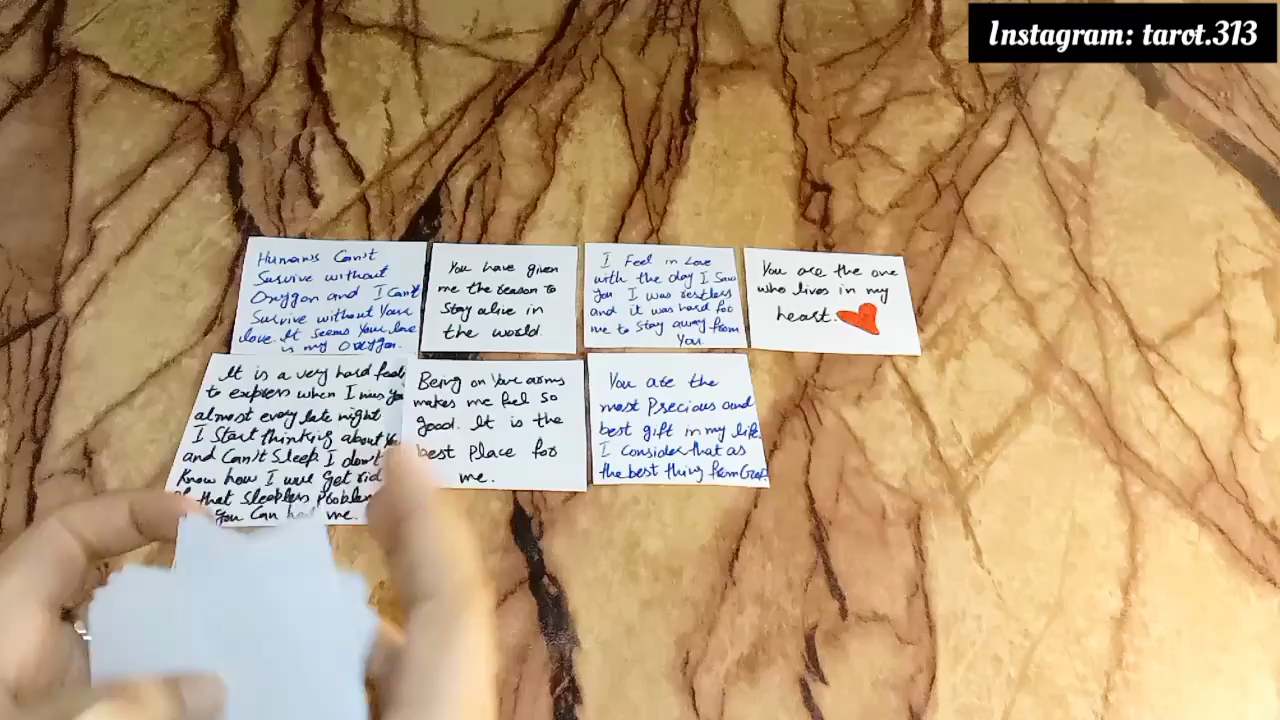 Instagram: tarot.313
Humans Can't
Survive without
Oxygen and I Can't
Survive without Your
love. It seems Your love
is my Oxygen.
You have given
me the reason to
Stay alive in
the world.
I Feel in Love
with the day I Saw
you I was restless
and it was hard for
me to stay away from
You.
You are the one
who lives in my
heart.
It is a very hard
to express when I miss you
almost every late night
I Start thinking about
and Can't Sleep. I don't
Know how I will get rid
that Sleepless Problem
You Can me.
Being on Your arms
makes me feel so
good. It is the
best Place for
me.
You are the
most Precious and
best gift in my life.
I consider that as
the best thing from God.